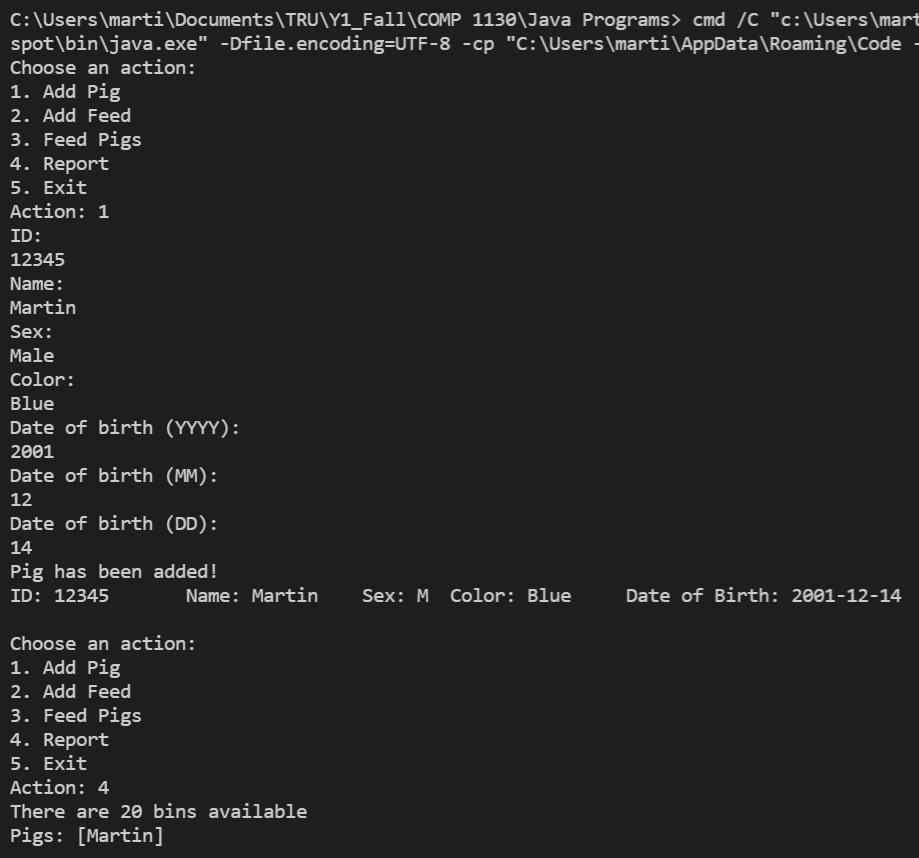 C:\Users\marti\Documents\TRU\Y1_Fall\COMP 1130\Java Programs> cmd /C "c:\Users\mart
spot\bin\java.exe" -Dfile.encoding=UTF-8 -cp "C:\Users\marti\AppData\Roaming\Code -
Choose an action:
1. Add Pig
2. Add Feed
3. Feed Pigs
4. Report
5. Exit
Action: 1
ID:
12345
Name:
Martin
Sex:
Male
Color:
Blue
Date of birth (YYYY):
2001
Date of birth (MM):
12
Date of birth (DD):
14
Pig has been added!
ID: 12345       Name: Martin    Sex: M  Color: Blue     Date of Birth: 2001-12-14
Choose an action:
1. Add Pig
2. Add Feed
3. Feed Pigs
4. Report
5. Exit
Action: 4
There are 20 bins available
Pigs: [Martin]